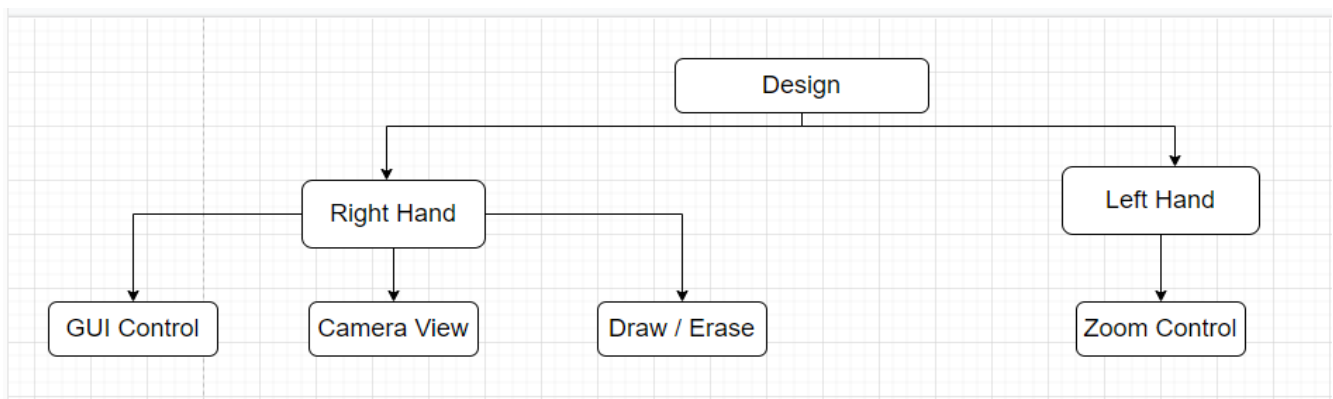 Design
Right Hand
Left Hand
GUI Control
Camera View
Draw / Erase
Zoom Control